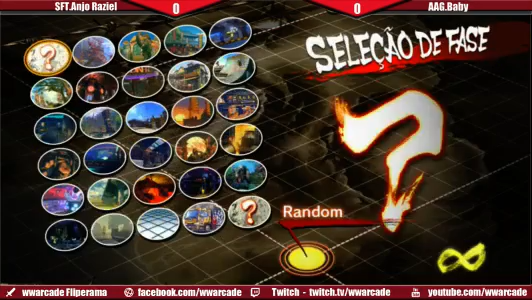 SFT.Anjo Raziel
0
0
AAG.Baby
SELEÇÃO DE FASE
?
?
?
Random
wwarcade Fliperama
facebook.com/wwarcade
Twitch - twitch.tv/wwarcade
youtube.com/wwarcade